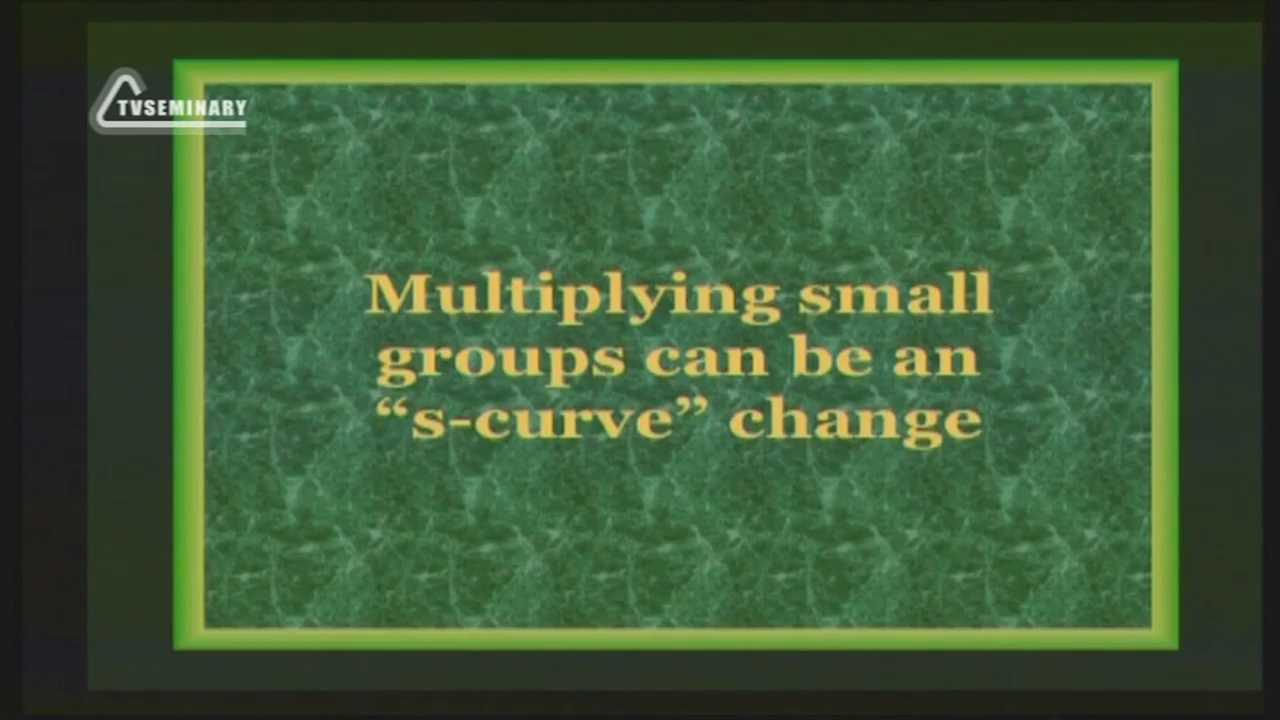 TVSEMINARY
Multiplying small
groups can be an
“s-curve” change